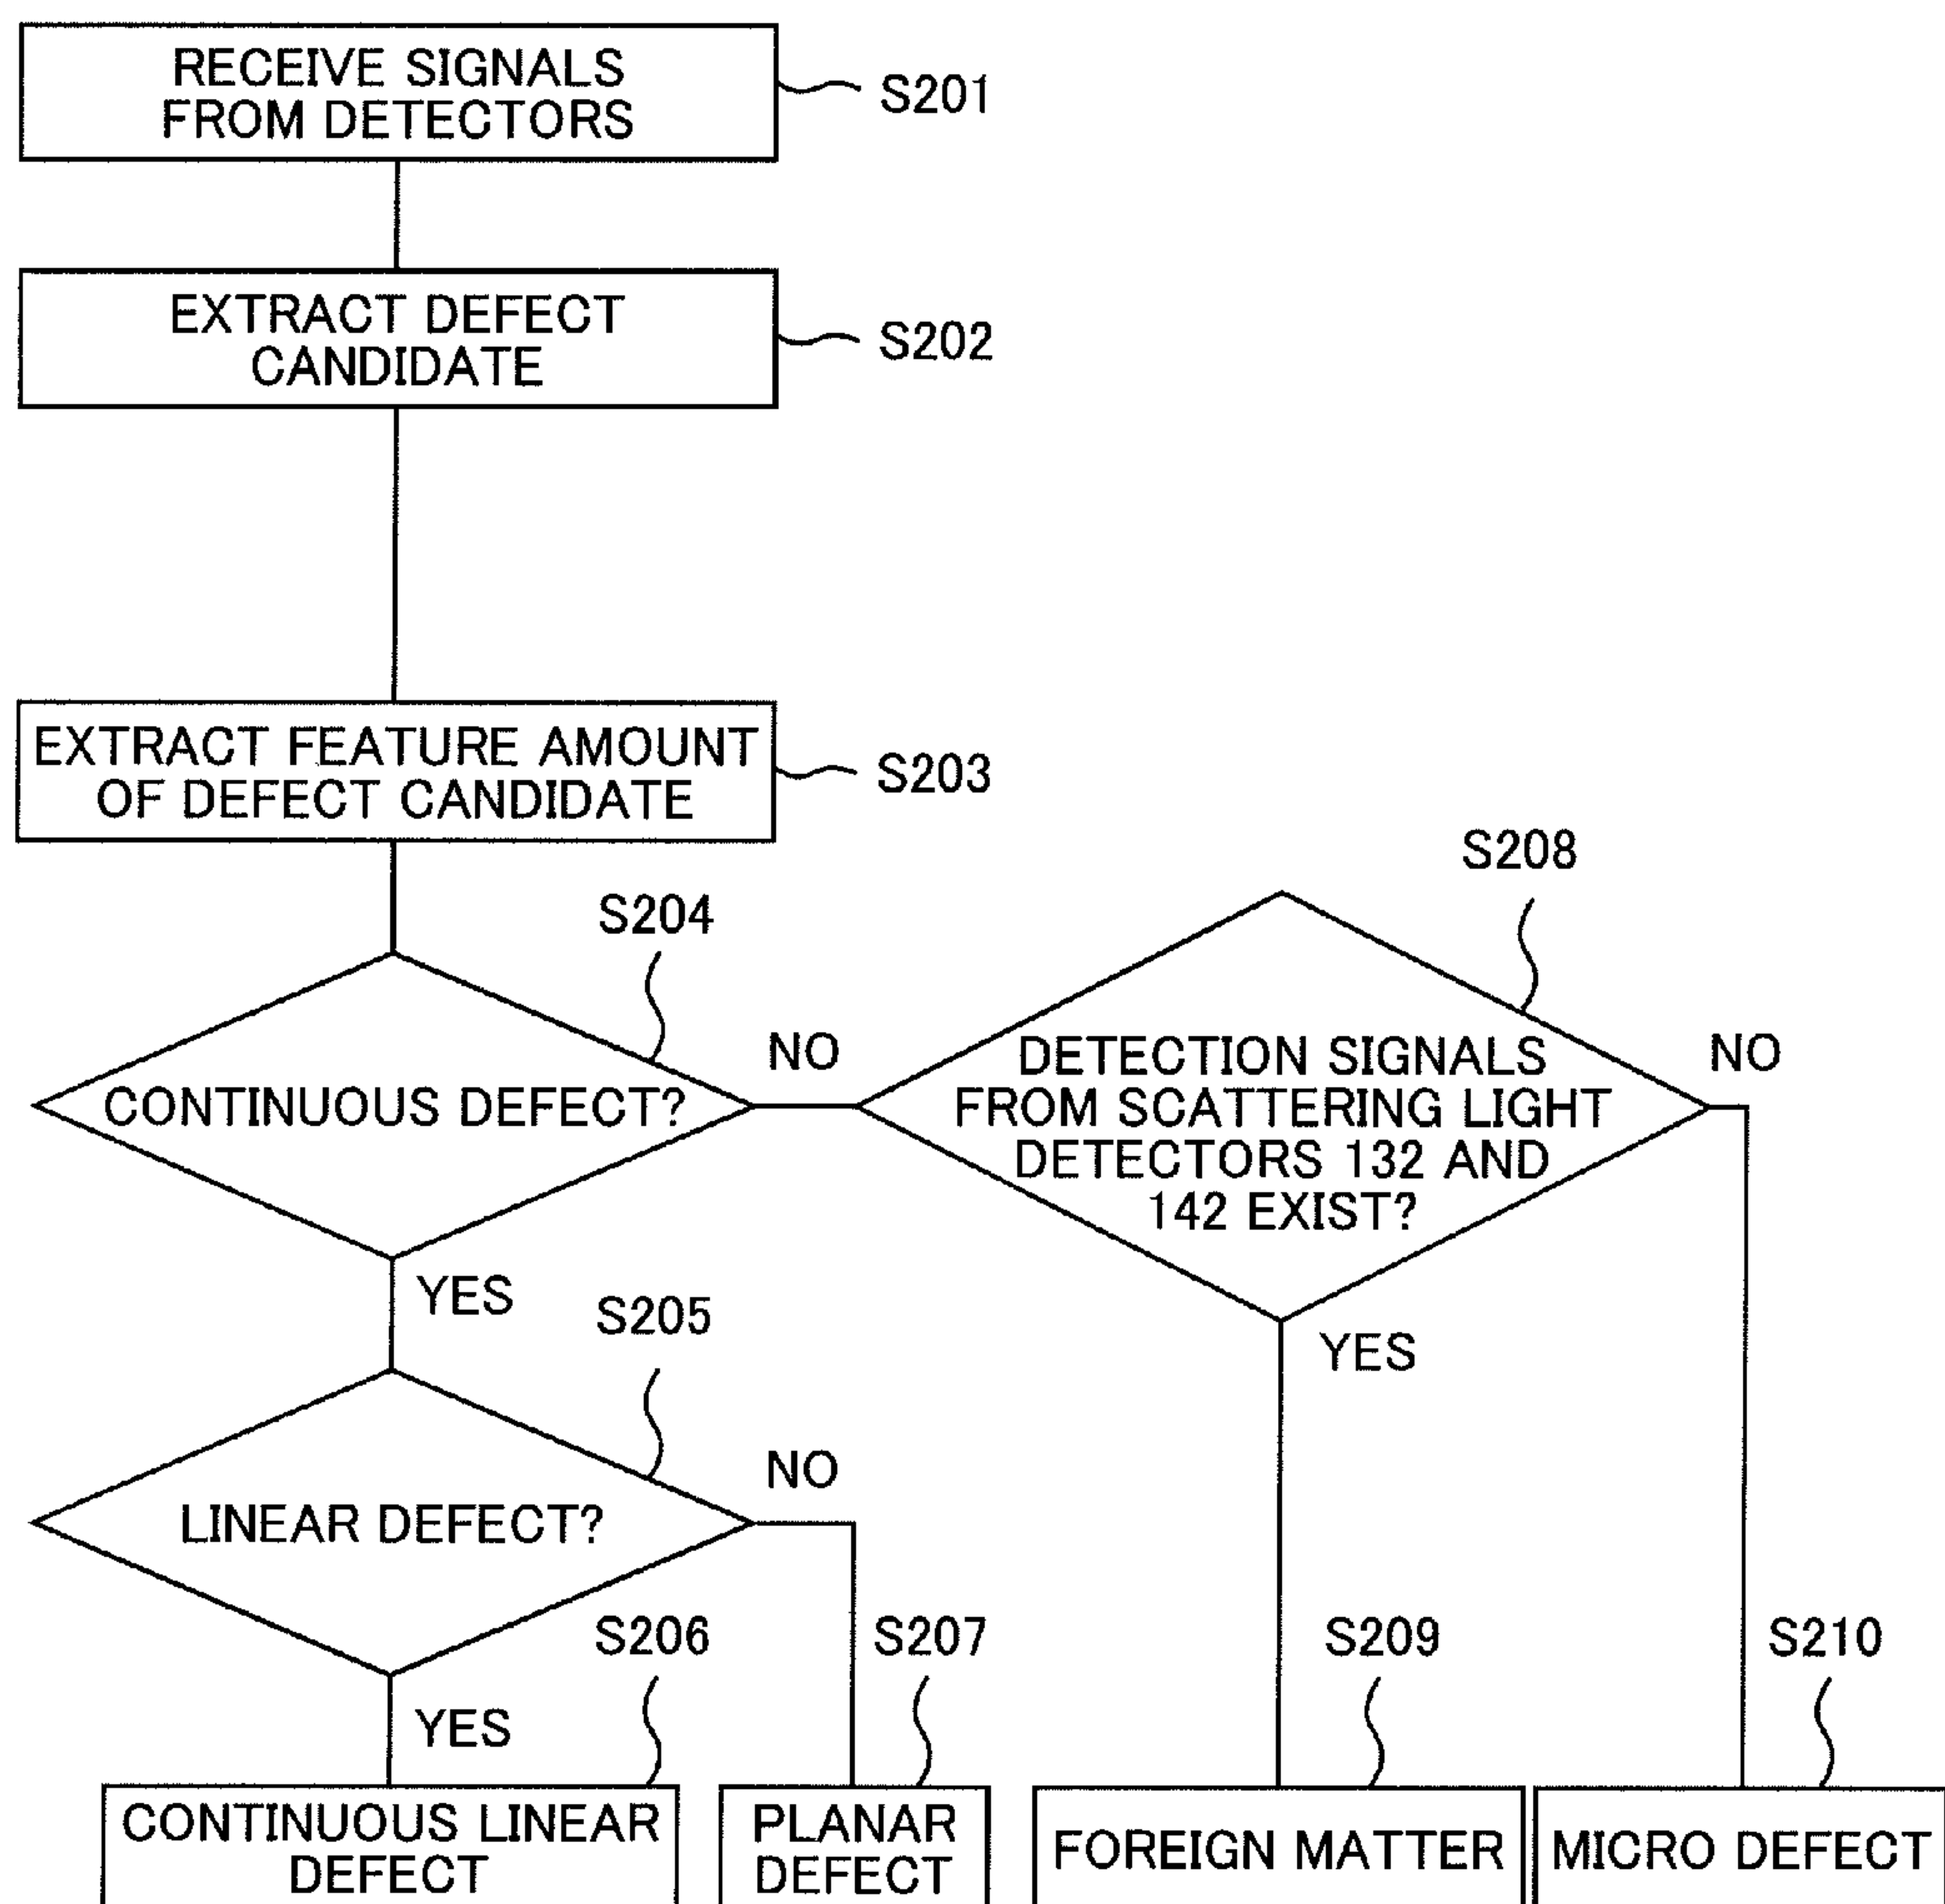 RECEIVE SIGNALS
FROM DETECTORS
S201
EXTRACT DEFECT
CANDIDATE
S202
EXTRACT FEATURE AMOUNT
OF DEFECT CANDIDATE
S203
S204
CONTINUOUS DEFECT?
NO
YES
S208
DETECTION SIGNALS
FROM SCATTERING LIGHT
DETECTORS 132 AND
142 EXIST?
NO
YES
S205
LINEAR DEFECT?
NO
YES
S206
CONTINUOUS LINEAR
DEFECT
S207
PLANAR
DEFECT
S209
FOREIGN MATTER
S210
MICRO DEFECT